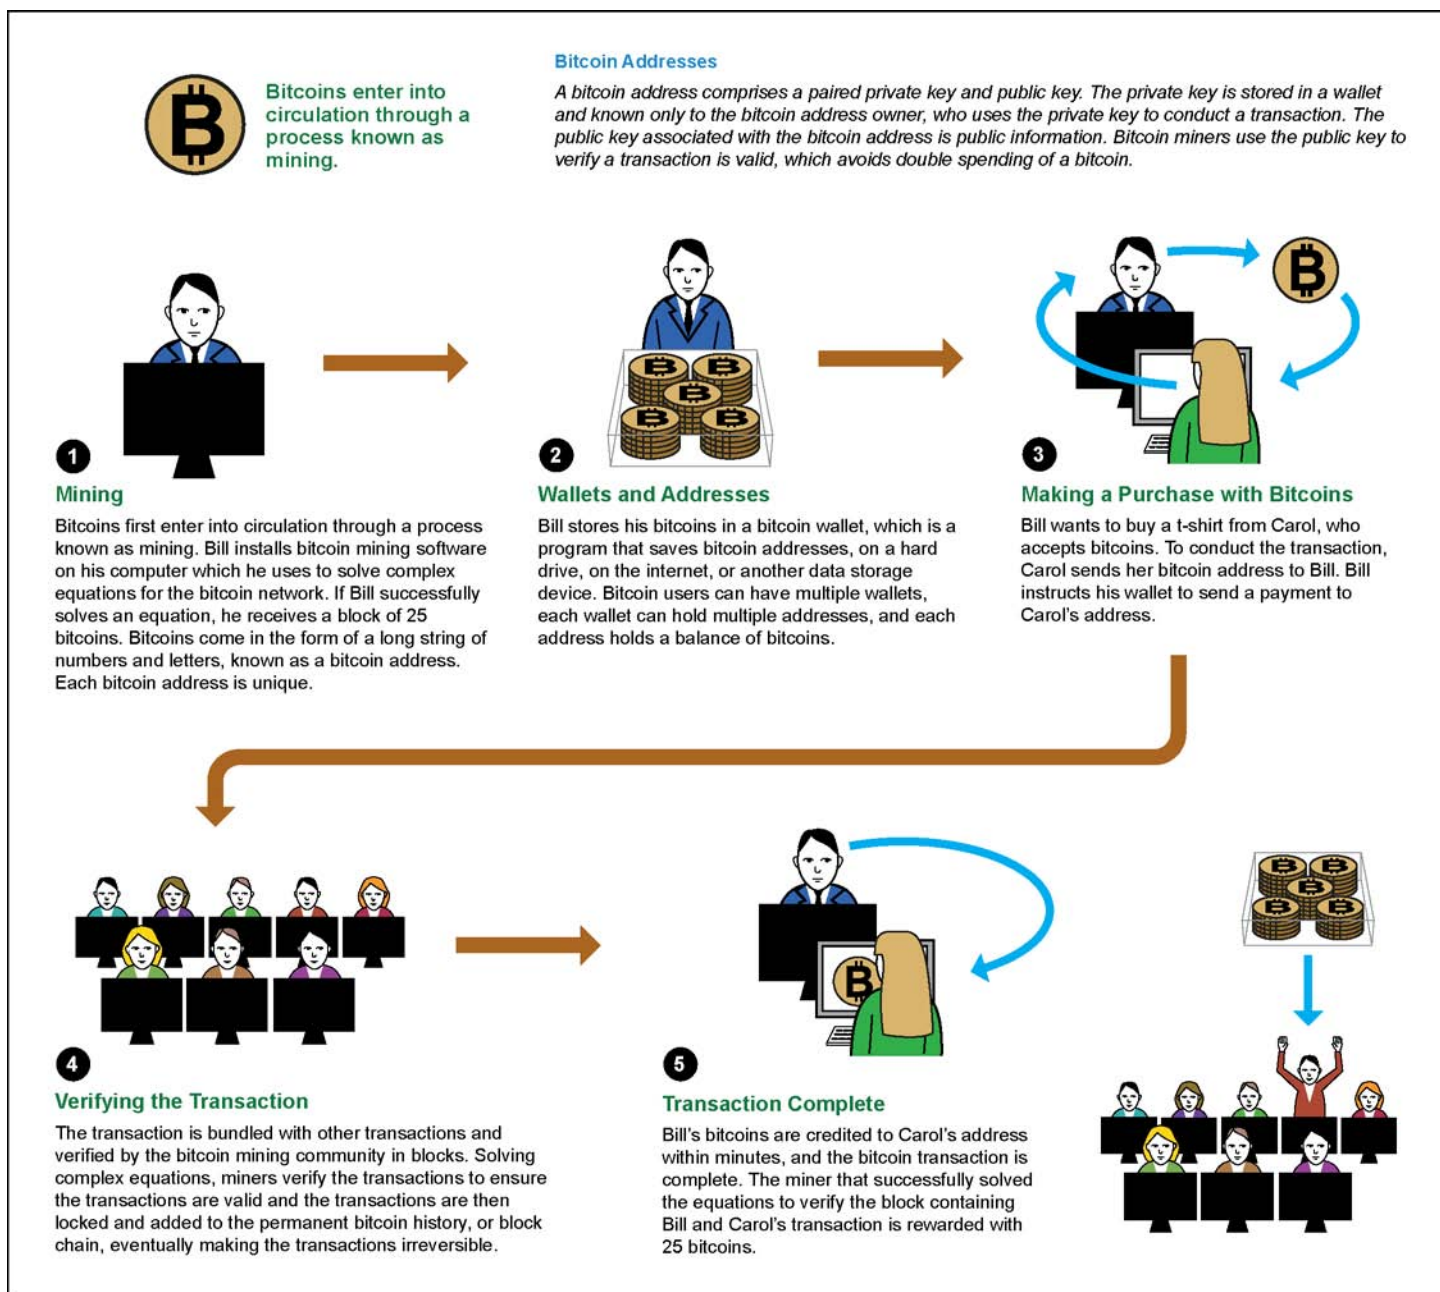 Bitcoins enter into
circulation through a
process known as
mining.
Bitcoin Addresses
A bitcoin address comprises a paired private key and public key. The private key is stored in a wallet
and known only to the bitcoin address owner, who uses the private key to conduct a transaction. The
public key associated with the bitcoin address is public information. Bitcoin miners use the public key to
verify a transaction is valid, which avoids double spending of a bitcoin.
1
Mining
Bitcoins first enter into circulation through a process
known as mining. Bill installs bitcoin mining software
on his computer which he uses to solve complex
equations for the bitcoin network. If Bill successfully
solves an equation, he receives a block of 25
bitcoins. Bitcoins come in the form of a long string of
numbers and letters, known as a bitcoin address.
Each bitcoin address is unique.
2
Wallets and Addresses
Bill stores his bitcoins in a bitcoin wallet, which is a
program that saves bitcoin addresses, on a hard
drive, on the internet, or another data storage
device. Bitcoin users can have multiple wallets,
each wallet can hold multiple addresses, and each
address holds a balance of bitcoins.
3
Making a Purchase with Bitcoins
Bill wants to buy a t-shirt from Carol, who
accepts bitcoins. To conduct the transaction,
Carol sends her bitcoin address to Bill. Bill
instructs his wallet to send a payment to
Carol's address.
4
Verifying the Transaction
The transaction is bundled with other transactions and
verified by the bitcoin mining community in blocks. Solving
complex equations, miners verify the transactions to ensure
the transactions are valid and the transactions are then
locked and added to the permanent bitcoin history, or block
chain, eventually making the transactions irreversible.
5
Transaction Complete
Bill's bitcoins are credited to Carol's address
within minutes, and the bitcoin transaction is
complete. The miner that successfully solved
the equations to verify the block containing
Bill and Carol's transaction is rewarded with
25 bitcoins.